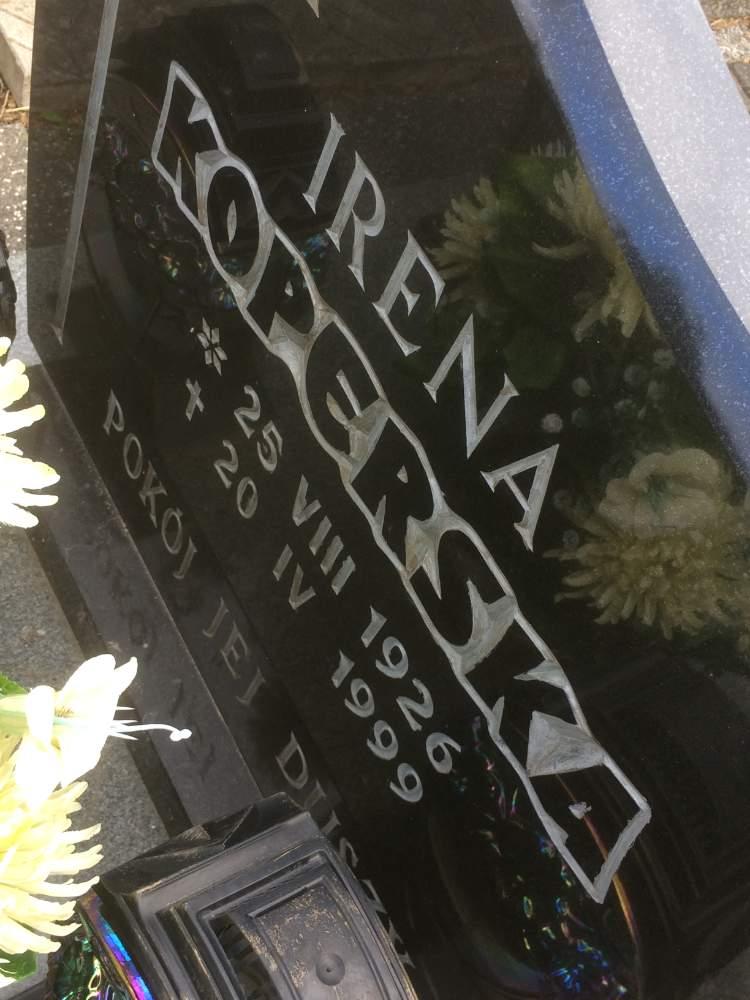 IRENA
KOPERSKA
* 25 VIII 1926
+ 20 IV 1999
POKÓJ JEJ DUSZY